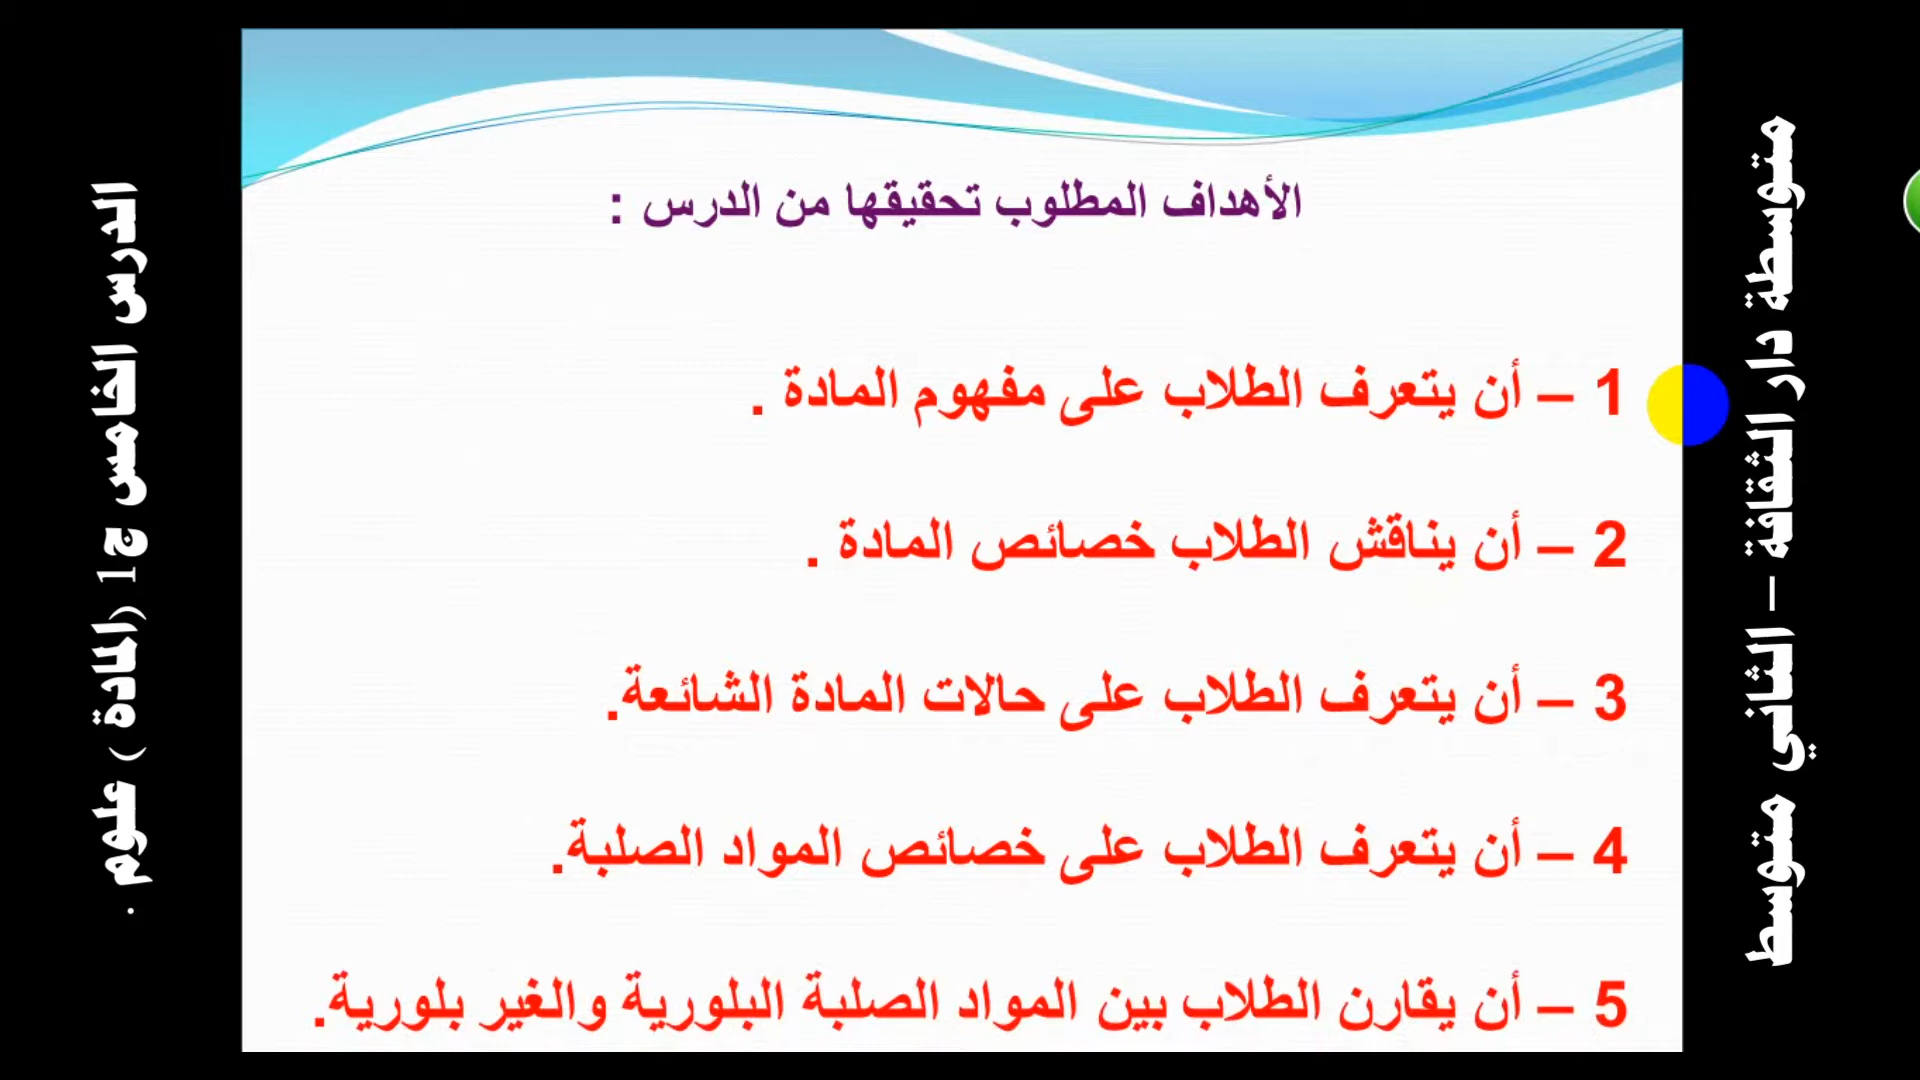 الأهداف المطلوب تحقيقها من الدرس :
1 – أن يتعرف الطلاب على مفهوم المادة .
2 – أن يناقش الطلاب خصائص المادة .
3 – أن يتعرف الطلاب على حالات المادة الشائعة.
4 – أن يتعرف الطلاب على خصائص المواد الصلبة.
5 – أن يقارن الطلاب بين المواد الصلبة البلورية والغير بلورية.
متوسطة دار الثقافة – الثاني متوسط
الدرس الخامس ج1 (المادة ) علوم .